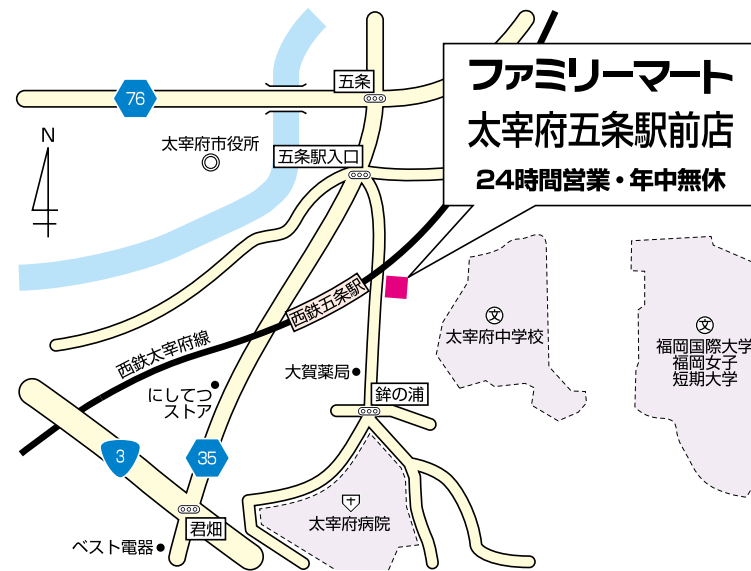 ファミリーマート
太宰府五条駅前店
24時間営業・年中無休
五条
76
太宰府市役所
N
五条駅入口
西鉄五条駅
西鉄太宰府線
文
太宰府中学校
文
福岡国際大学
福岡女子
短期大学
大賀薬局
にしてつ
ストア
鉾の浦
3
35
太宰府病院
君畑
ベスト電器